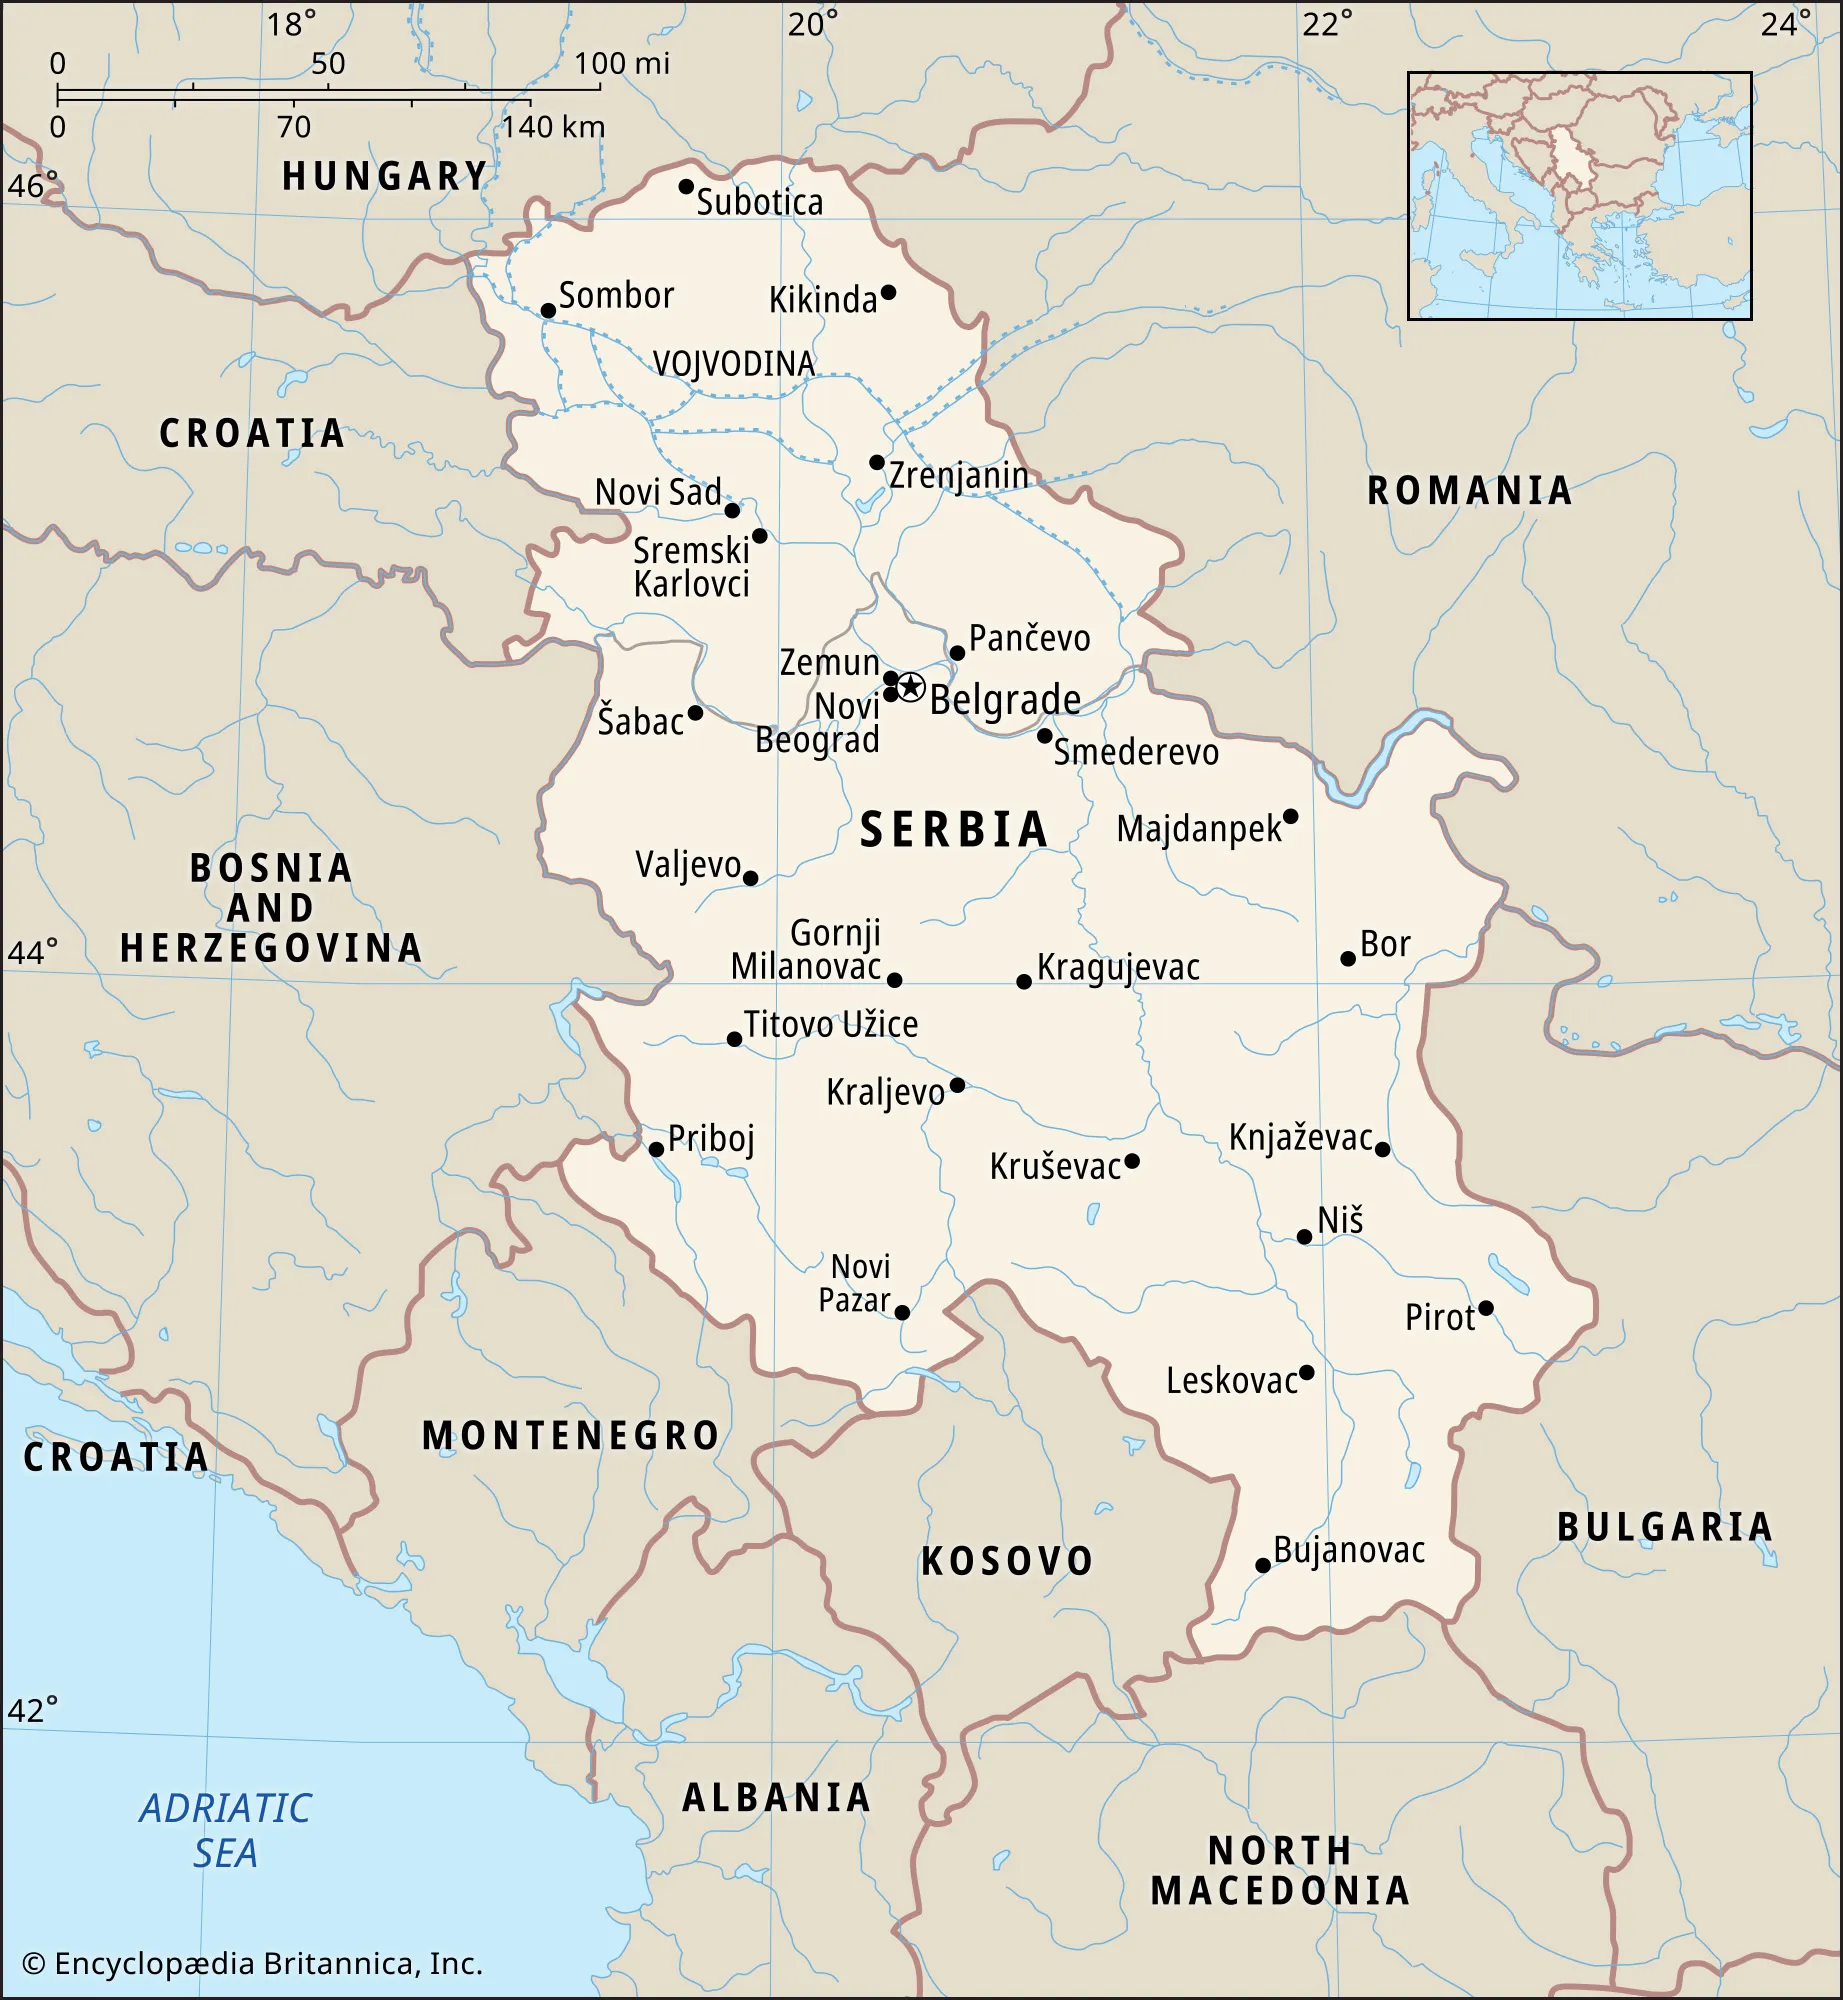 18°
20°
22°
24°
0
50
100 mi
0
70
140 km
HUNGARY
46°
Subotica
Sombor
Kikinda
VOJVODINA
CROATIA
Zrenjanin
ROMANIA
Novi Sad
Sremski
Karlovci
Pančevo
Zemun
Belgrade
Novi
Beograd
Šabac
Smederevo
SERBIA
Majdanpek
Valjevo
BOSNIA
AND
HERZEGOVINA
44°
Gornji
Milanovac
Kragujevac
Bor
Titovo Užice
Kraljevo
Priboj
Knjaževac
Kruševac
Niš
Novi
Pazar
Pirot
Leskovac
MONTENEGRO
CROATIA
BULGARIA
KOSOVO
Bujanovac
42°
ADRIATIC
SEA
ALBANIA
NORTH
MACEDONIA
© Encyclopædia Britannica, Inc.